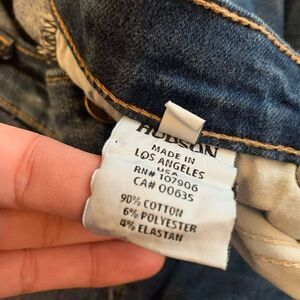 HUDSON
MADE IN
LOS ANGELES
USA
RN# 107906
CA# 00635
90% COTTON
6% POLYESTER
4% ELASTAN